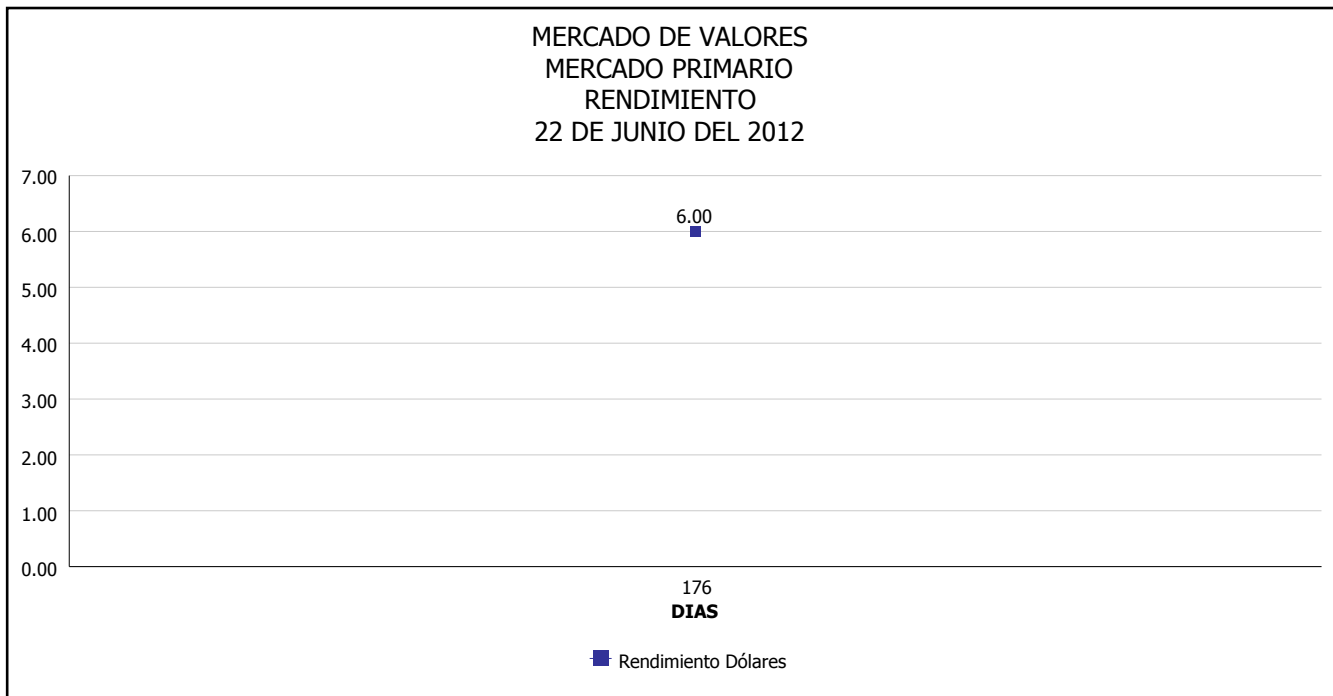 MERCADO DE VALORES
MERCADO PRIMARIO
RENDIMIENTO
22 DE JUNIO DEL 2012
7.00
6.00
6.00
5.00
4.00
3.00
2.00
1.00
0.00
176
DIAS
Rendimiento Dólares